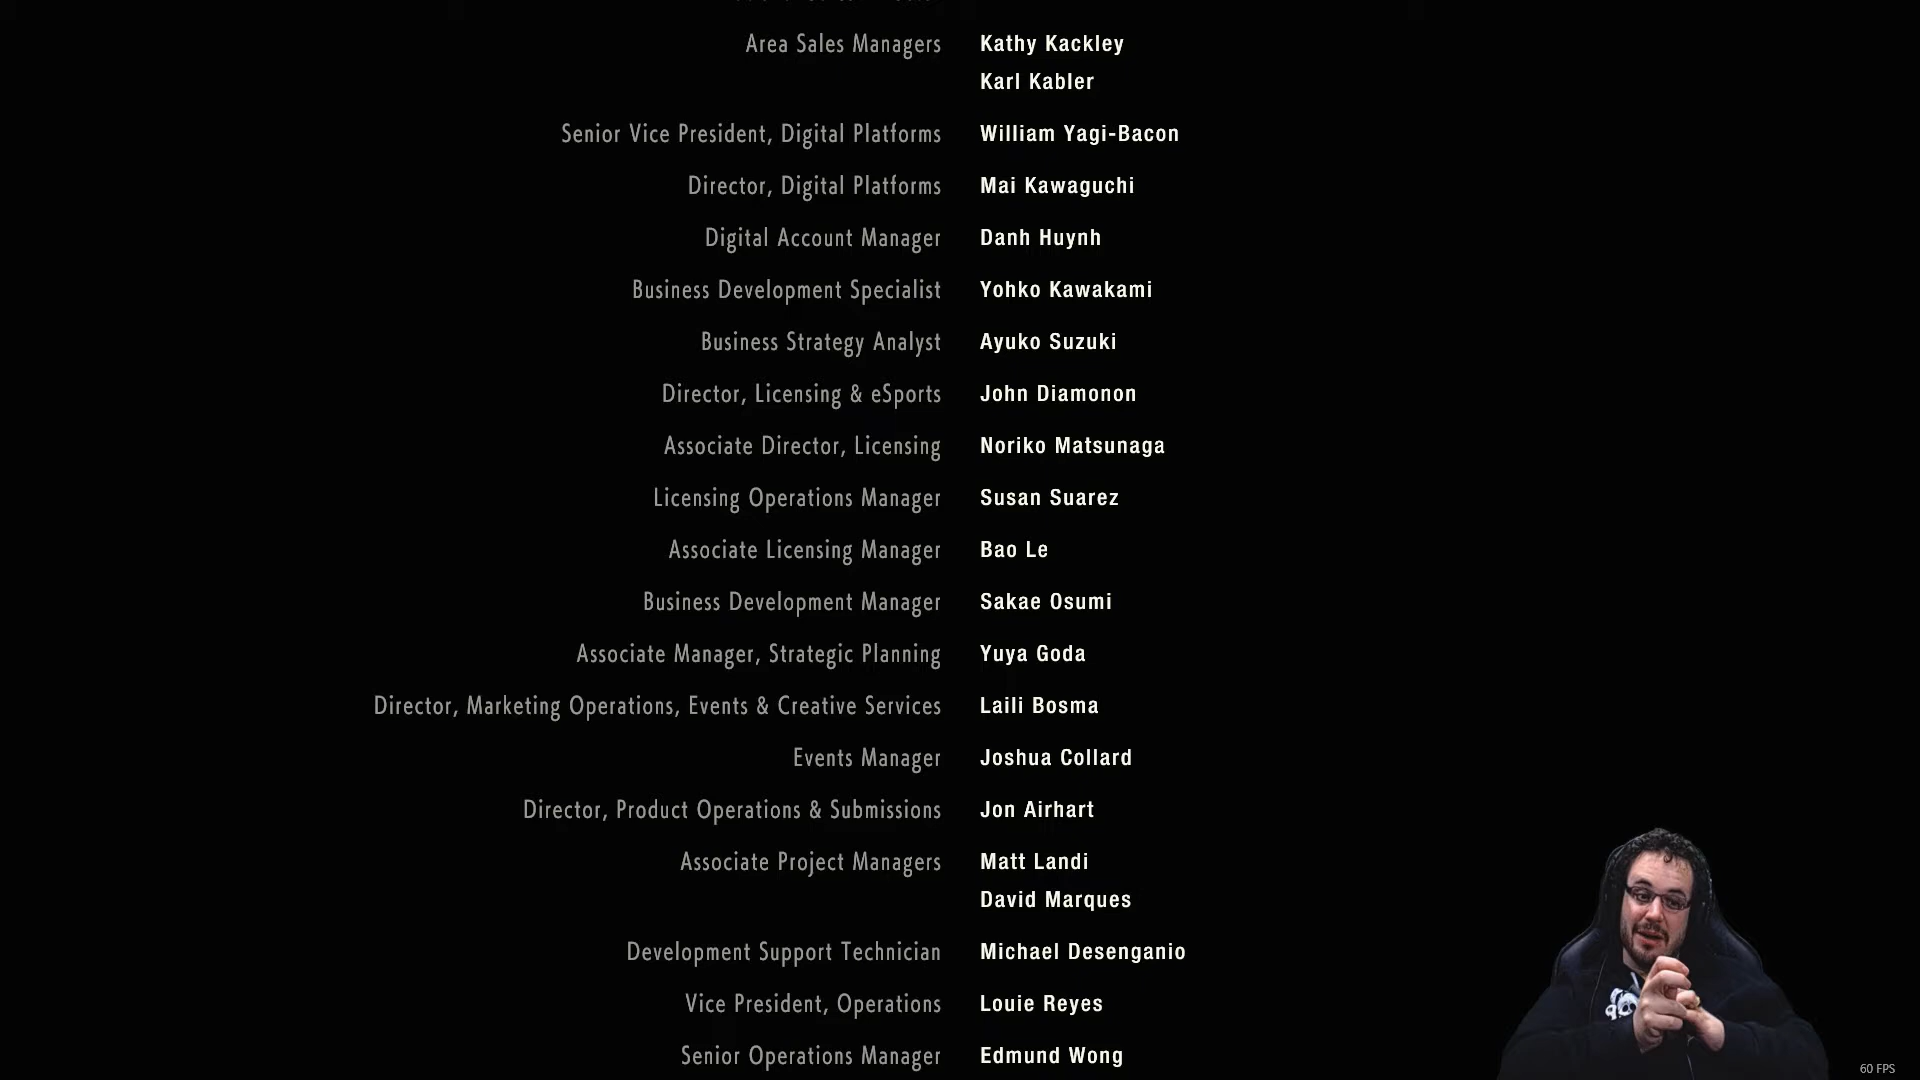 Area Sales Managers Kathy Kackley
Karl Kabler
Senior Vice President, Digital Platforms William Yagi-Bacon
Director, Digital Platforms Mai Kawaguchi
Digital Account Manager Danh Huynh
Business Development Specialist Yohko Kawakami
Business Strategy Analyst Ayuko Suzuki
Director, Licensing & eSports John Diamonon
Associate Director, Licensing Noriko Matsunaga
Licensing Operations Manager Susan Suarez
Associate Licensing Manager Bao Le
Business Development Manager Sakae Osumi
Associate Manager, Strategic Planning Yuya Goda
Director, Marketing Operations, Events & Creative Services Laili Bosma
Events Manager Joshua Collard
Director, Product Operations & Submissions Jon Airhart
Associate Project Managers Matt Landi
David Marques
Development Support Technician Michael Desenganio
Vice President, Operations Louie Reyes
Senior Operations Manager Edmund Wong
60 FPS